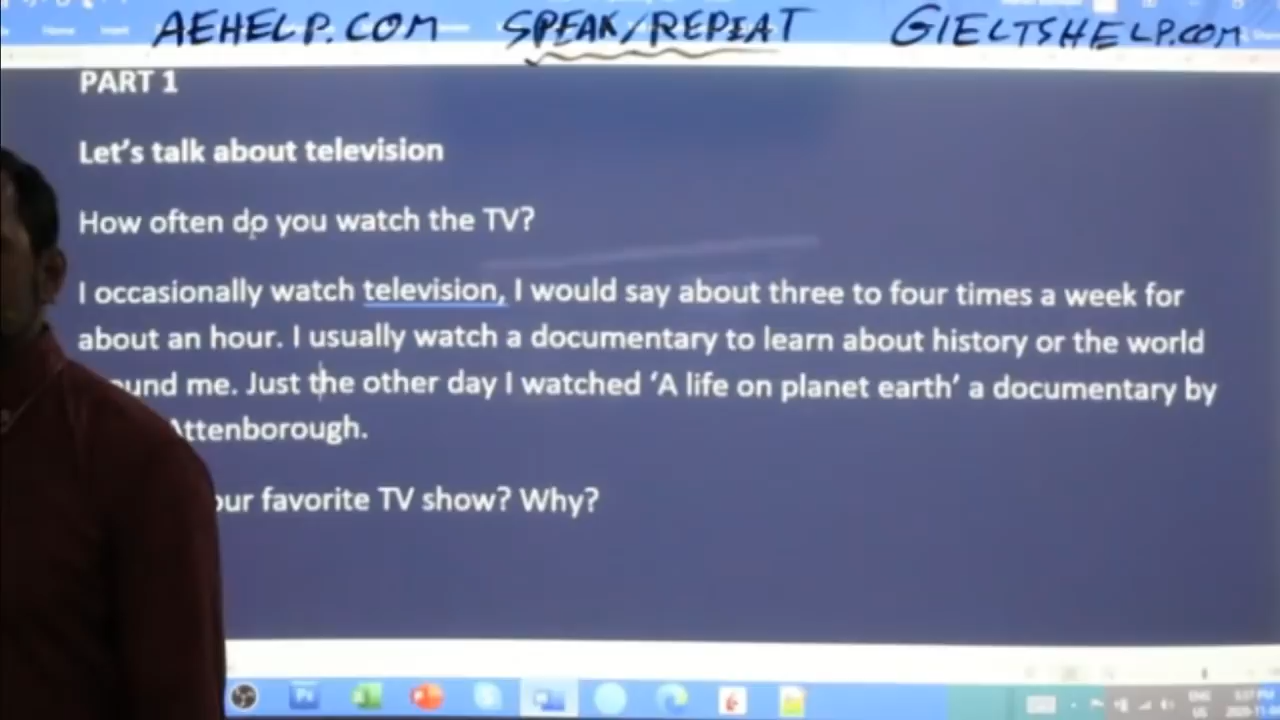 AEHELP.COM SPEAK/REPEAT GIELTSHELP.com
PART 1
Let's talk about television
How often do you watch the TV?
I occasionally watch television, I would say about three to four times a week for
about an hour. I usually watch a documentary to learn about history or the world
me. Just the other day I watched ‘A life on planet earth’ a documentary by
Attenborough.
favorite TV show? Why?